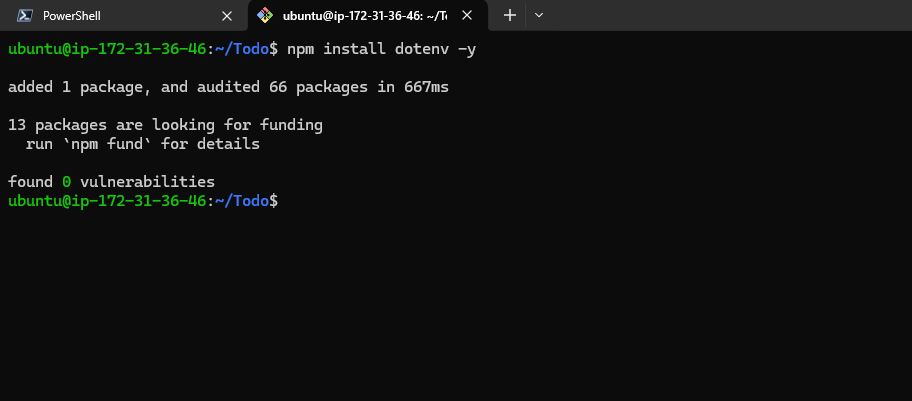 PowerShell
ubuntu@ip-172-31-36-46: ~/To
ubuntu@ip-172-31-36-46:~/Todo$ npm install dotenv -y
added 1 package, and audited 66 packages in 667ms
13 packages are looking for funding
run `npm fund` for details
found 0 vulnerabilities
ubuntu@ip-172-31-36-46:~/Todo$